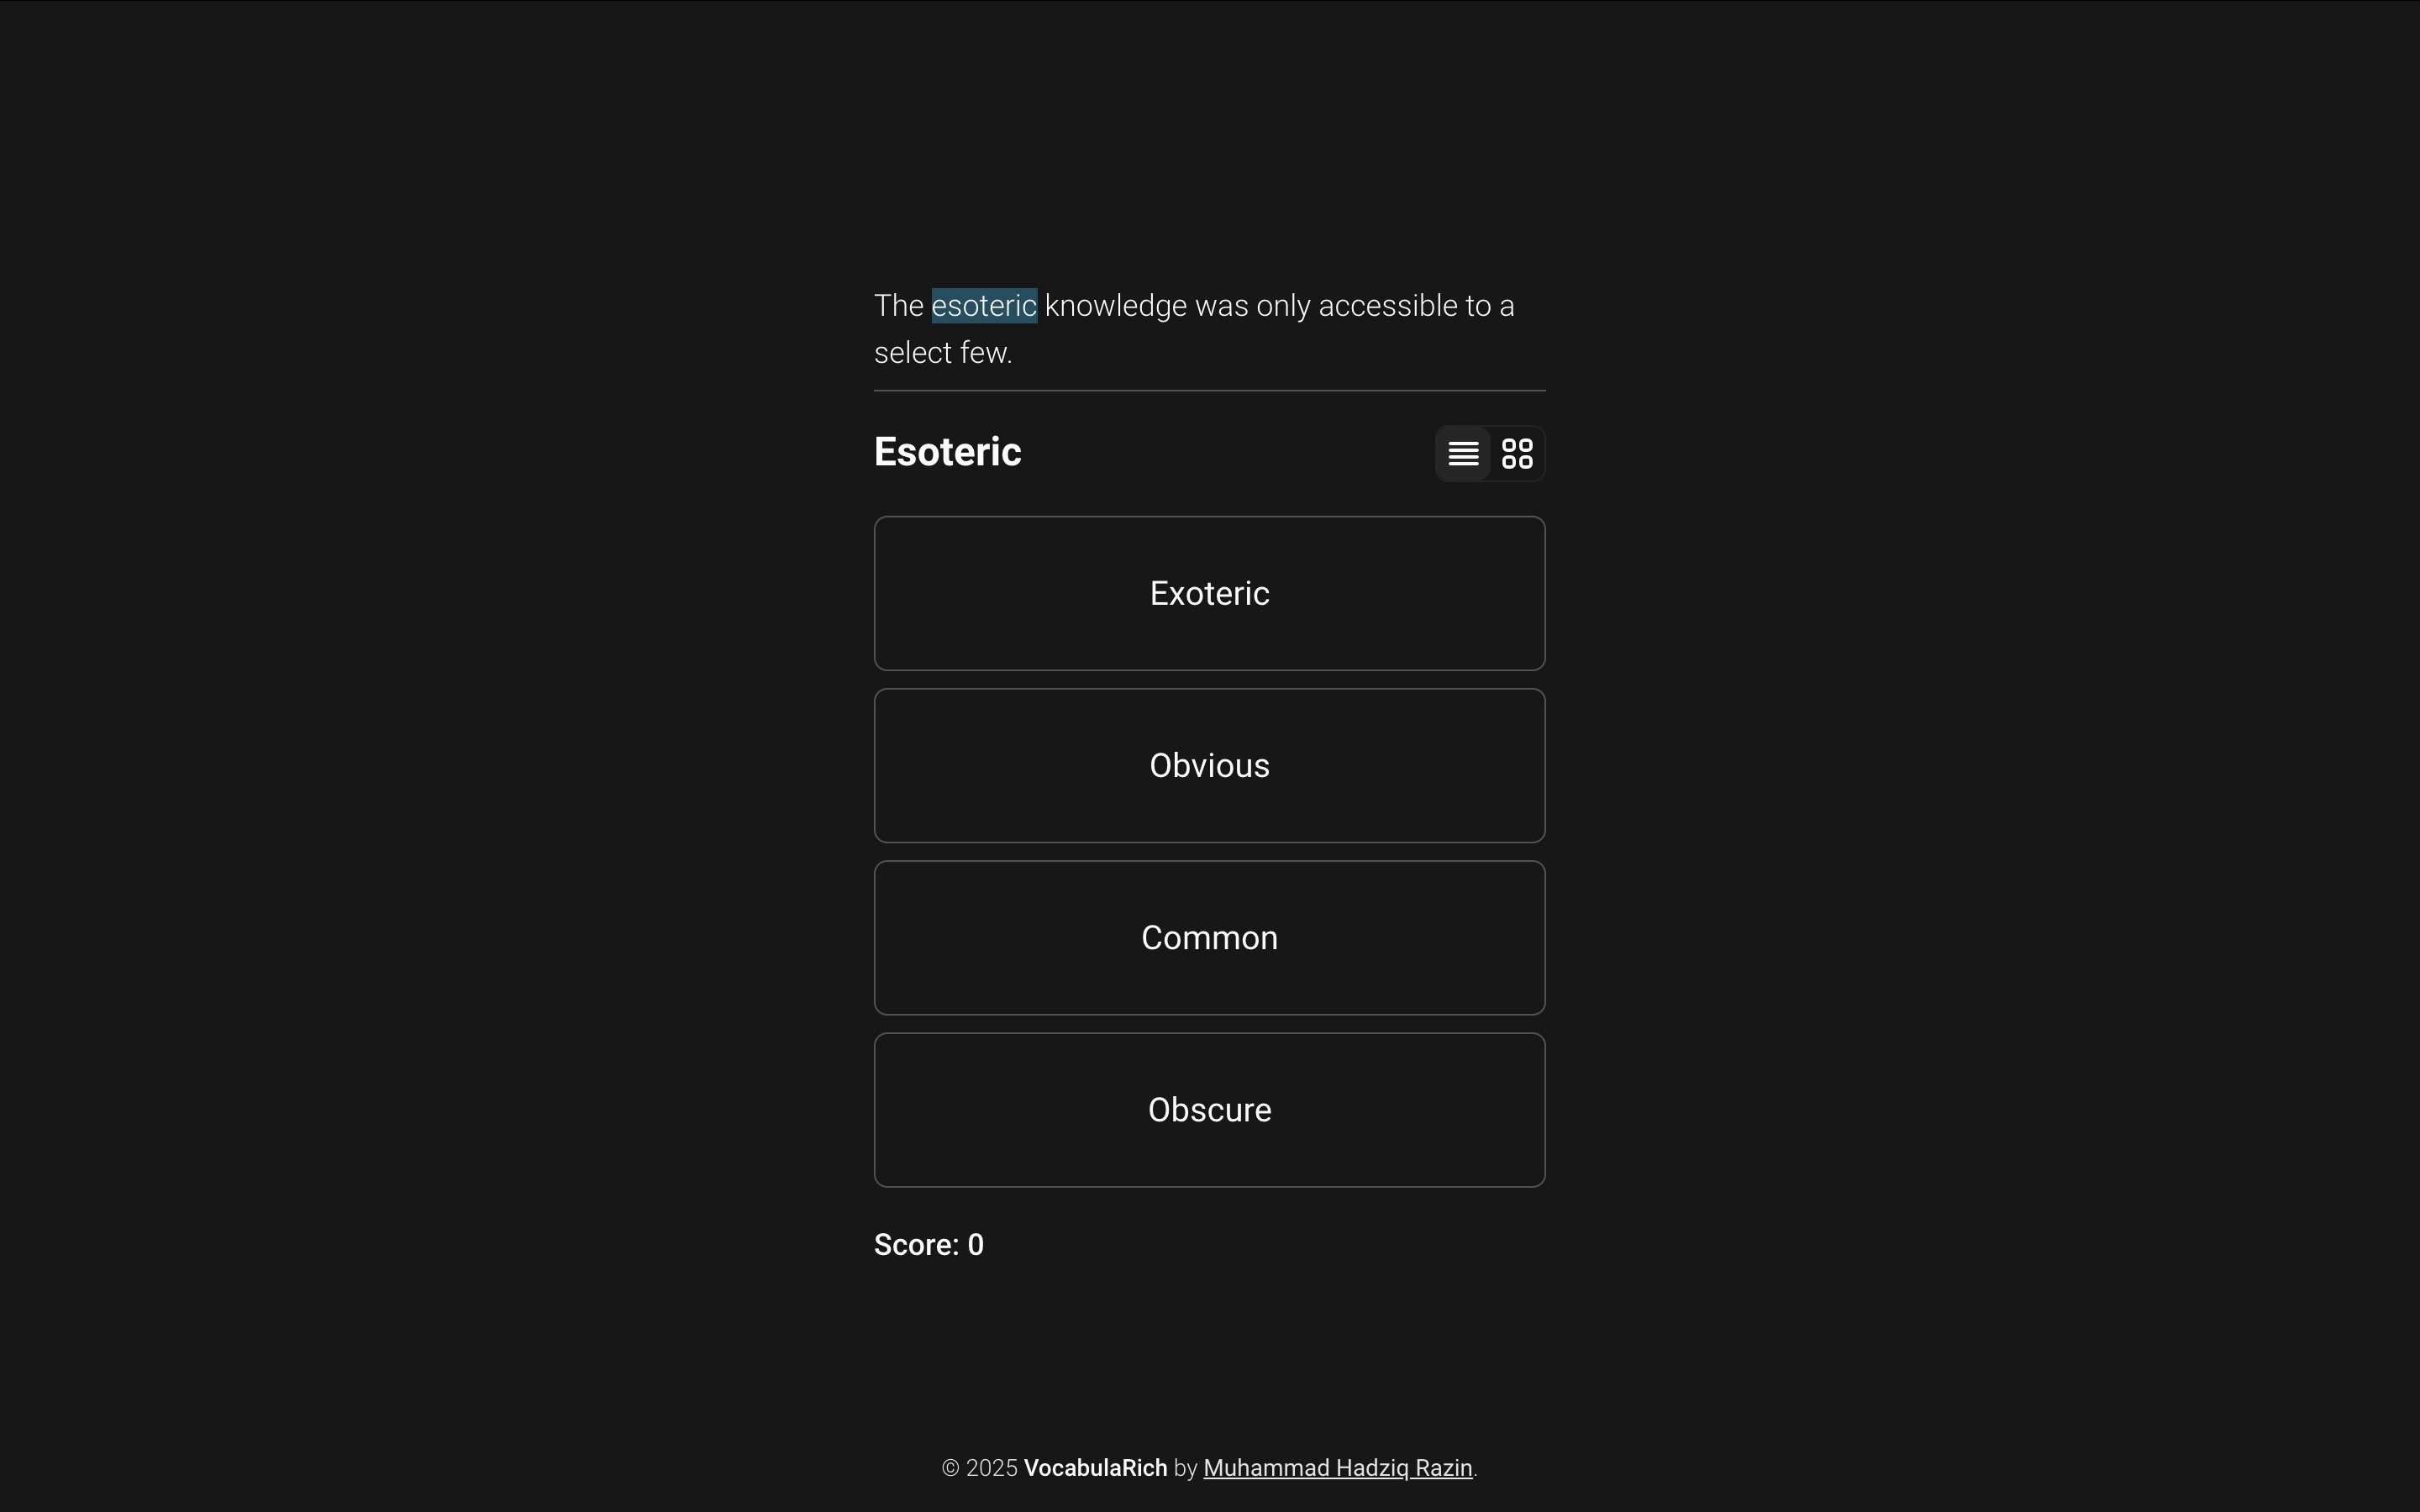 The esoteric knowledge was only accessible to a
select few.
Esoteric
Exoteric
Obvious
Common
Obscure
Score: 0
© 2025 VocabulaRich by Muhammad Hadziq Razin.